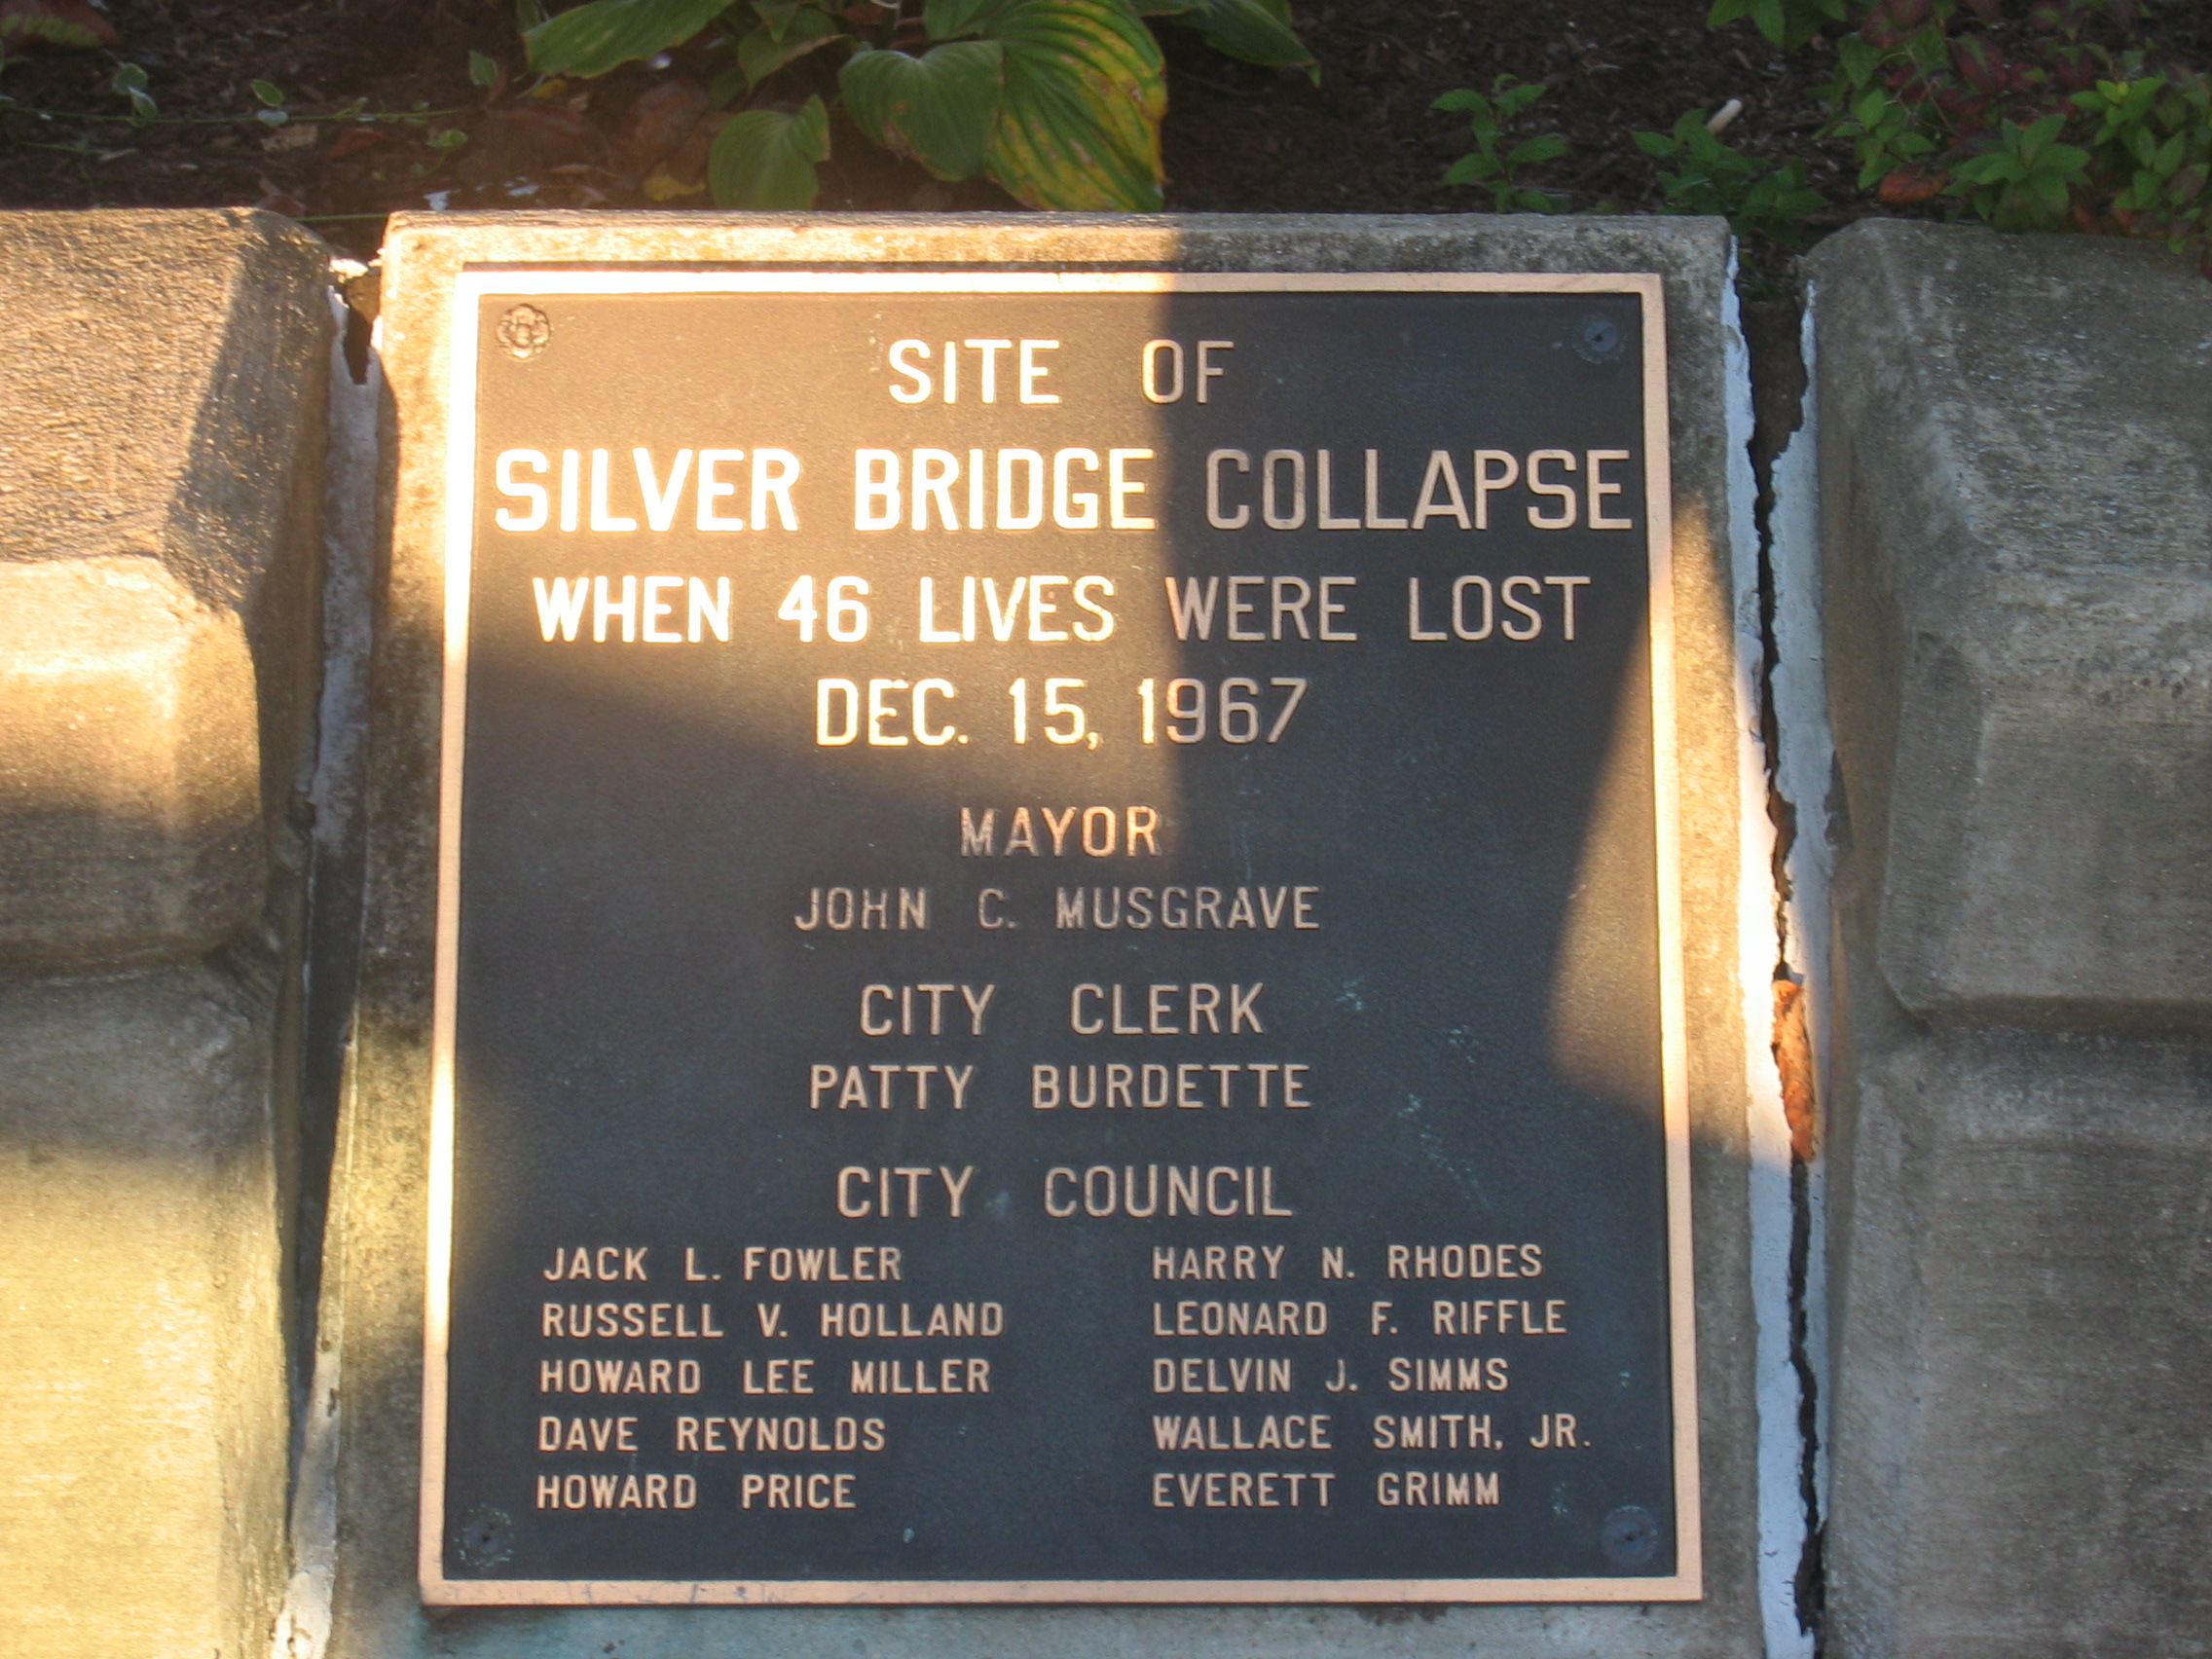 SITE OF
SILVER BRIDGE COLLAPSE
WHEN 46 LIVES WERE LOST
DEC. 15, 1967
MAYOR
JOHN C. MUSGRAVE
CITY CLERK
PATTY BURDETTE
CITY COUNCIL
JACK L. FOWLER
RUSSELL V. HOLLAND
HOWARD LEE MILLER
DAVE REYNOLDS
HOWARD PRICE
HARRY N. RHODES
LEONARD F. RIFFLE
DELVIN J. SIMMS
WALLACE SMITH, JR.
EVERETT GRIMM